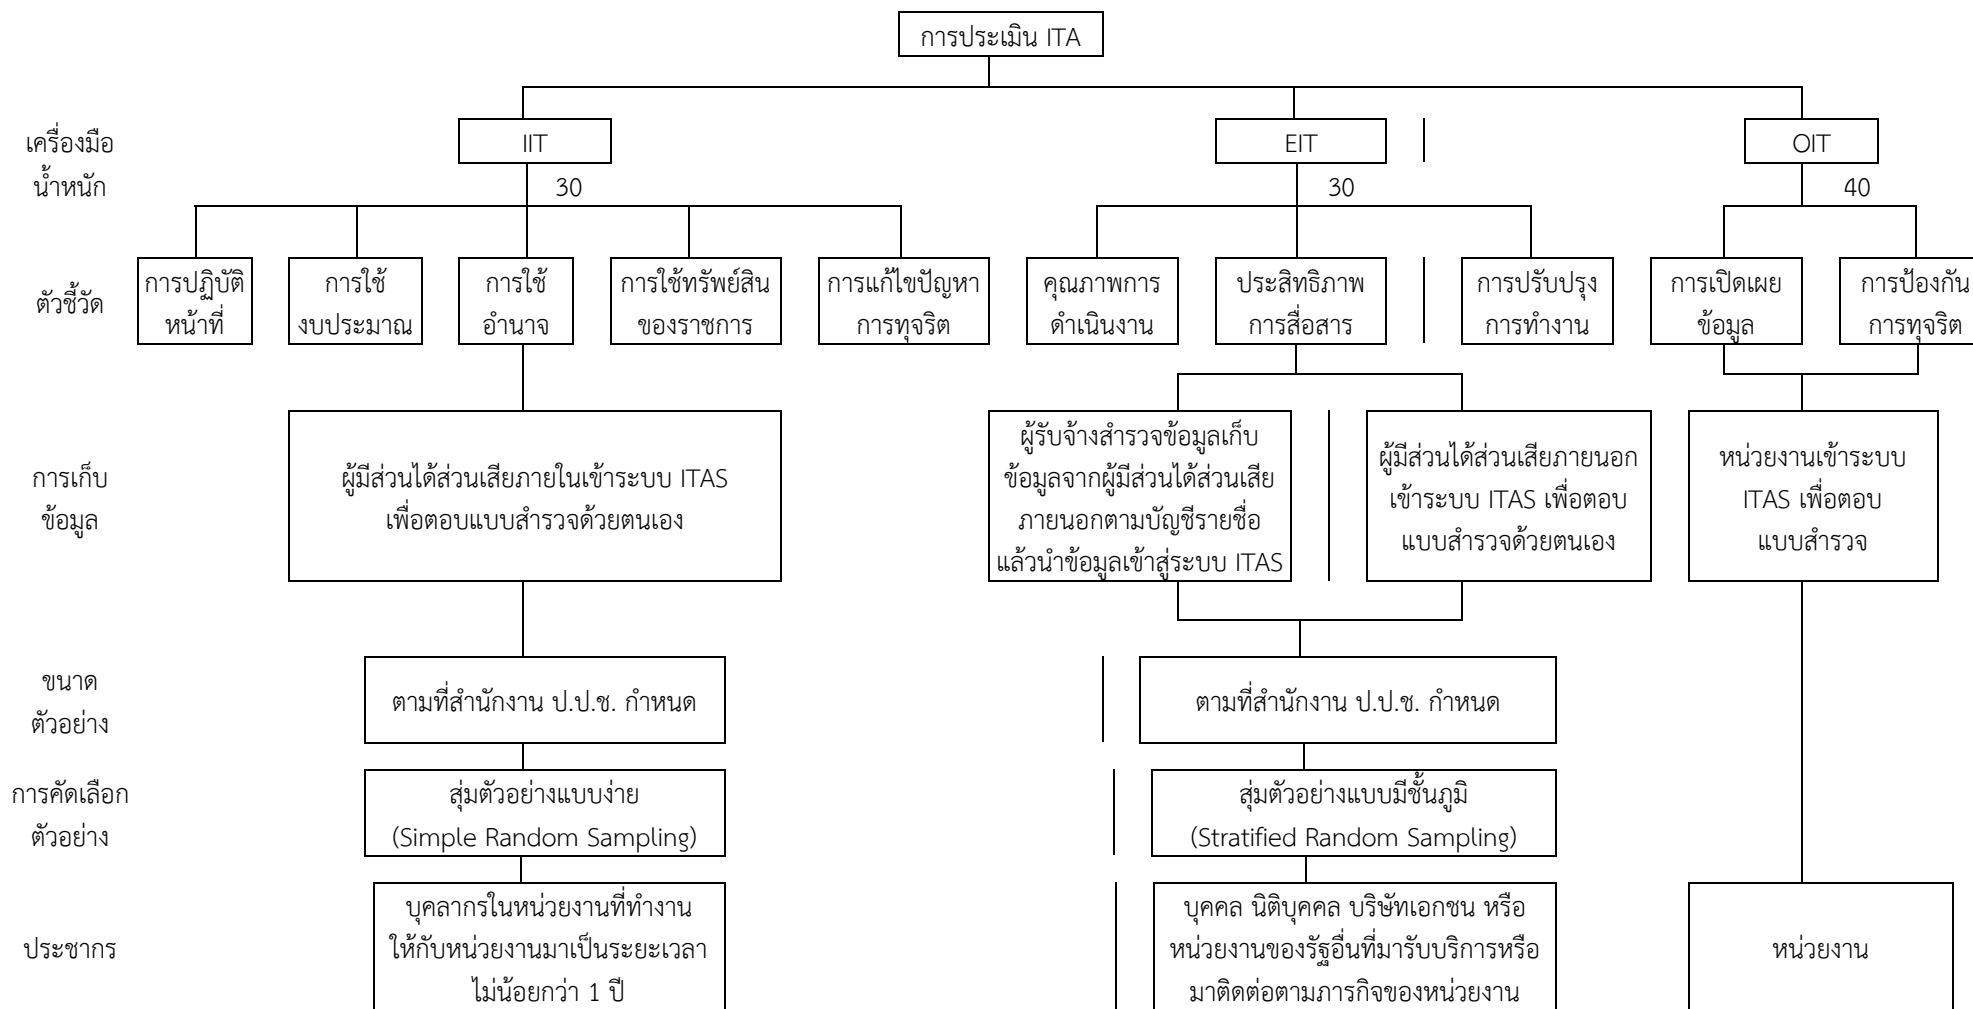 การประเมิน ITA
เครื่องมือ
IIT
EIT
OIT
น้ำหนัก
30
30
40
ตัวชี้วัด
การปฏิบัติ
หน้าที่
การใช้
งบประมาณ
การใช้
อำนาจ
การใช้ทรัพย์สิน
ของราชการ
การแก้ไขปัญหา
การทุจริต
คุณภาพการ
ดำเนินงาน
ประสิทธิภาพ
การสื่อสาร
การปรับปรุง
การทำงาน
การเปิดเผย
ข้อมูล
การป้องกัน
การทุจริต
การเก็บ
ข้อมูล
ผู้มีส่วนได้ส่วนเสียภายในเข้าระบบ ITAS
เพื่อตอบแบบสำรวจด้วยตนเอง
ผู้รับจ้างสำรวจข้อมูลเก็บ
ข้อมูลจากผู้มีส่วนได้ส่วนเสีย
ภายนอกตามบัญชีรายชื่อ
แล้วนำข้อมูลเข้าสู่ระบบ ITAS
ผู้มีส่วนได้ส่วนเสียภายนอก
เข้าระบบ ITAS เพื่อตอบ
แบบสำรวจด้วยตนเอง
หน่วยงานเข้าระบบ
ITAS เพื่อตอบ
แบบสำรวจ
ขนาด
ตัวอย่าง
ตามที่สำนักงาน ป.ป.ช. กำหนด
ตามที่สำนักงาน ป.ป.ช. กำหนด
การคัดเลือก
ตัวอย่าง
สุ่มตัวอย่างแบบง่าย
(Simple Random Sampling)
สุ่มตัวอย่างแบบมีชั้นภูมิ
(Stratified Random Sampling)
ประชากร
บุคลากรในหน่วยงานที่ทำงาน
ให้กับหน่วยงานมาเป็นระยะเวลา
ไม่น้อยกว่า 1 ปี
บุคคล นิติบุคคล บริษัทเอกชน หรือ
หน่วยงานของรัฐอื่นที่มารับบริการหรือ
มาติดต่อตามภารกิจของหน่วยงาน
หน่วยงาน